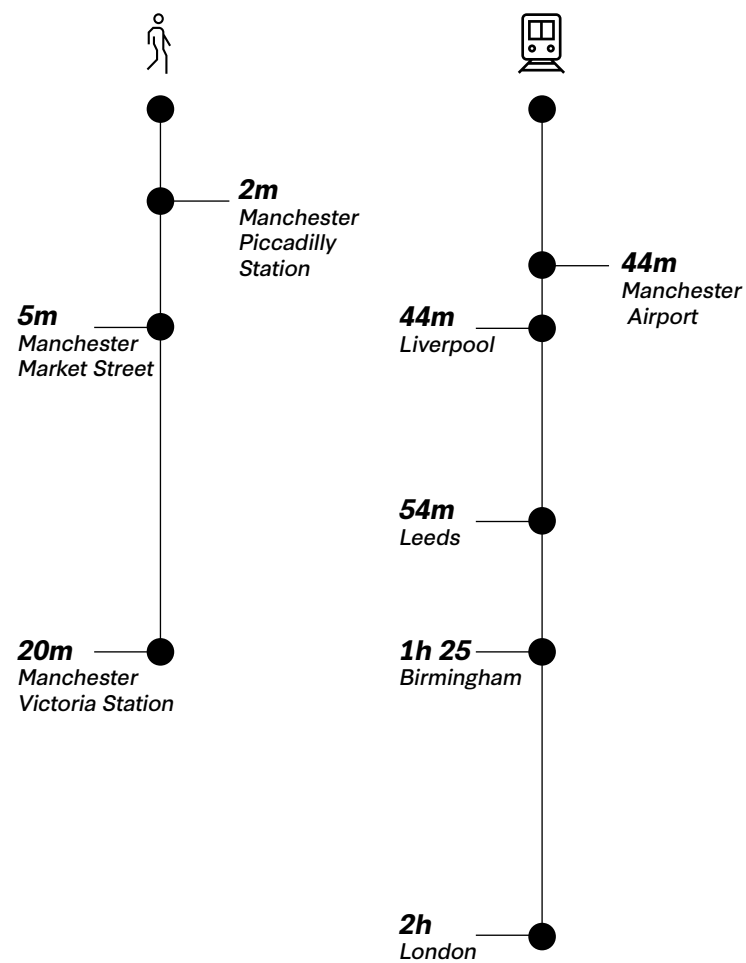 2m
Manchester
Piccadilly
Station
5m
Manchester
Market Street
20m
Manchester
Victoria Station
44m
Manchester
Airport
44m
Liverpool
54m
Leeds
1h 25
Birmingham
2h
London